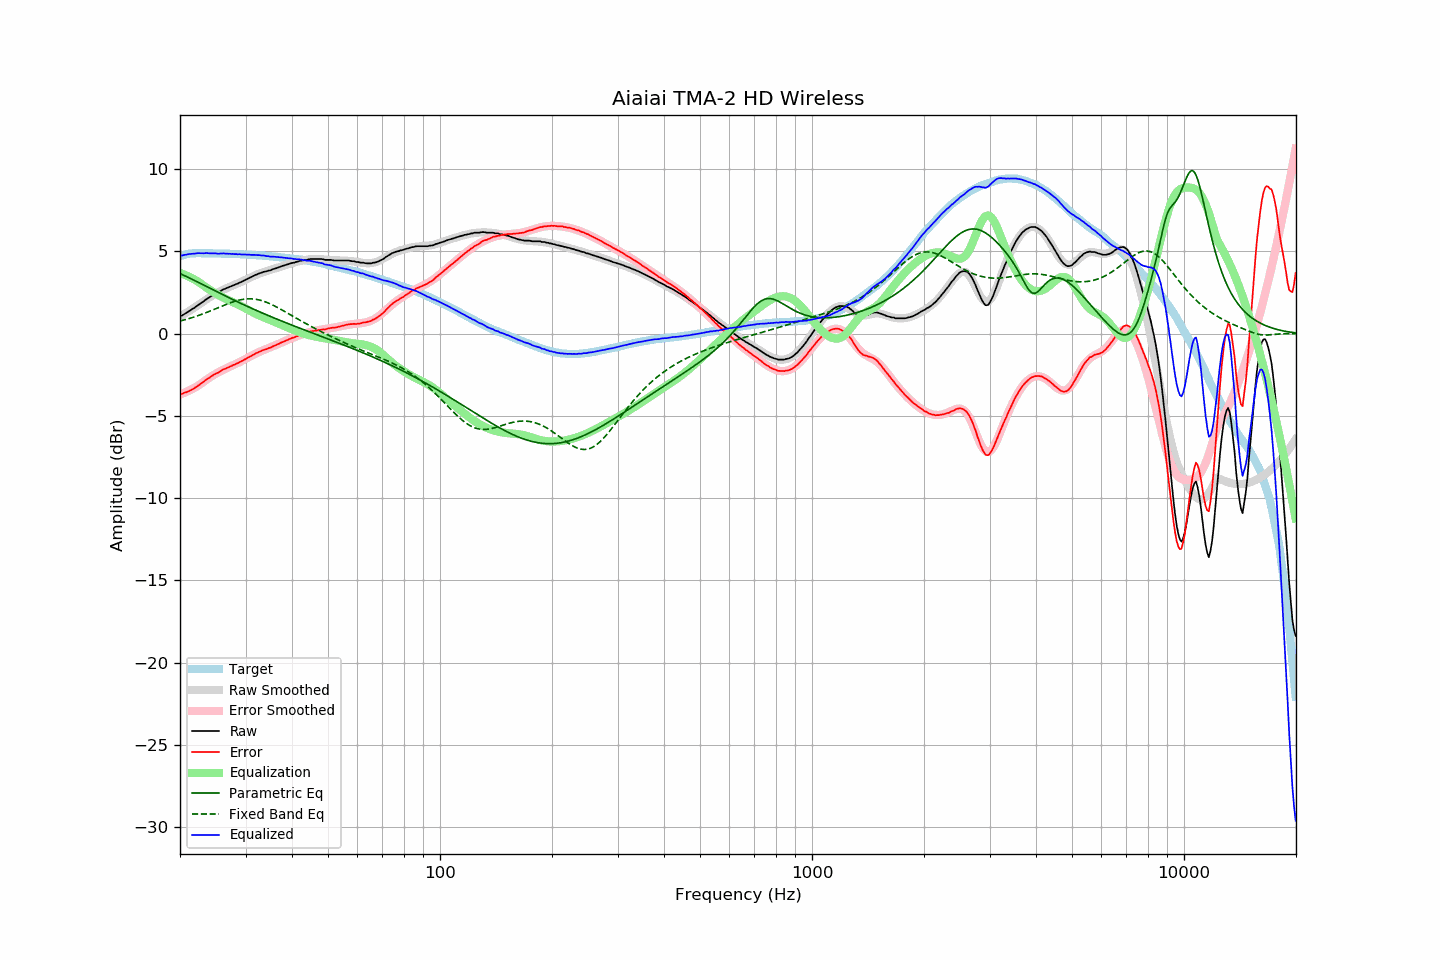 Aiaiai TMA-2 HD Wireless
10
5
0
−5
−10
−15
−20
−25
−30
Amplitude (dBr)
Target
Raw Smoothed
Error Smoothed
Raw
Error
Equalization
Parametric Eq
Fixed Band Eq
Equalized
100
1000
10000
Frequency (Hz)